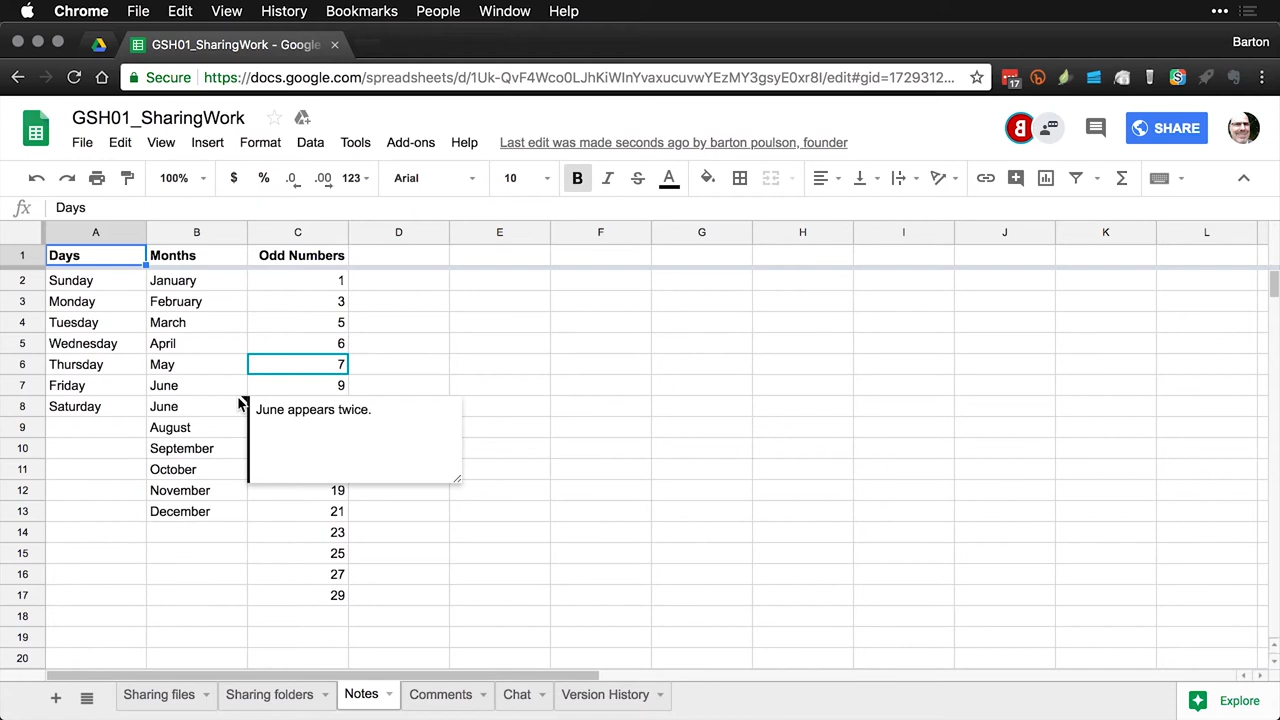 Chrome File Edit View History Bookmarks People Window Help
GSH01_SharingWork - Google
Barton
Secure https://docs.google.com/spreadsheets/d/1Uk-QvF4Wco0LJhKiWInYvaxucuvwYEzMY3gsyE0xr8I/edit#gid=1729312...
17
GSH01_SharingWork
B
SHARE
File Edit View Insert Format Data Tools Add-ons Help Last edit was made seconds ago by barton poulson, founder
100% $ % .0 .00 123 Arial 10 B I S A
fx Days
A B C D E F G H I J K L
1 Days Months Odd Numbers
2 Sunday January 1
3 Monday February 3
4 Tuesday March 5
5 Wednesday April 6
6 Thursday May 7
7 Friday June 9
8 Saturday June June appears twice.
9 August
10 September
11 October
12 November 19
13 December 21
14 23
15 25
16 27
17 29
18
19
20
Sharing files Sharing folders Notes Comments Chat Version History Explore